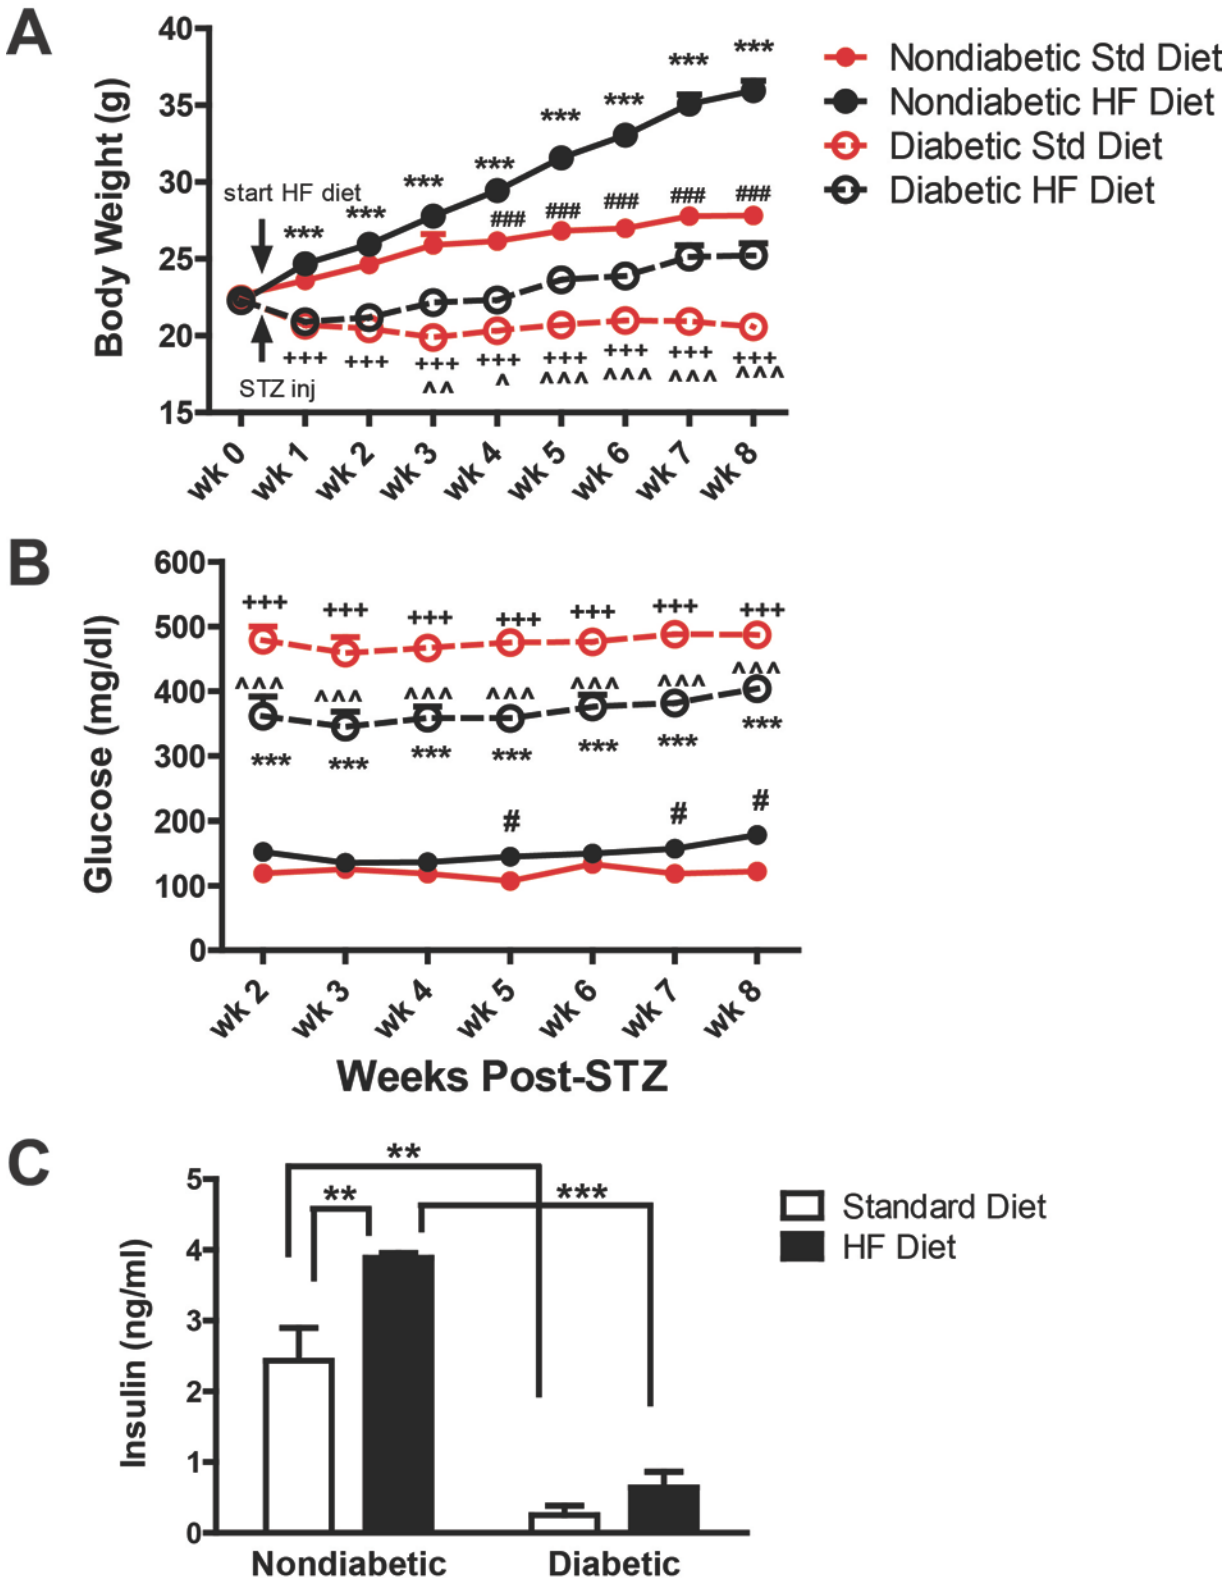 A
40
35
30
25
20
15
Body Weight (g)
start HF diet
STZ inj
*** *** *** *** *** *** *** ***
### ### ### ### ###
+++ +++ +++ +++ +++ +++ +++ +++
^^ ^ ^^^ ^^^ ^^^ ^^^
wk 0 wk 1 wk 2 wk 3 wk 4 wk 5 wk 6 wk 7 wk 8
Nondiabetic Std Diet
Nondiabetic HF Diet
Diabetic Std Diet
Diabetic HF Diet
B
600
500
400
300
200
100
0
Glucose (mg/dl)
+++ +++ +++ +++ +++ +++ +++
^^^ ^^^ ^^^ ^^^ ^^^ ^^^ ^^^
*** *** *** *** *** *** ***
# # #
wk 2 wk 3 wk 4 wk 5 wk 6 wk 7 wk 8
Weeks Post-STZ
C
5
4
3
2
1
0
Insulin (ng/ml)
**
** ***
Nondiabetic Diabetic
Standard Diet
HF Diet